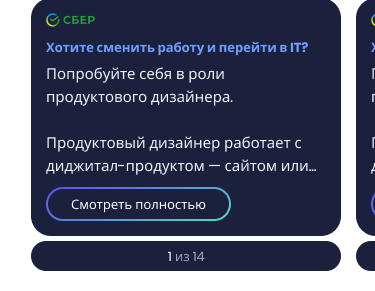 СБЕР
Хотите сменить работу и перейти в IT?
Попробуйте себя в роли
продуктового дизайнера.
Продуктовый дизайнер работает с
диджитал-продуктом — сайтом или...
Смотреть полностью
1 из 14